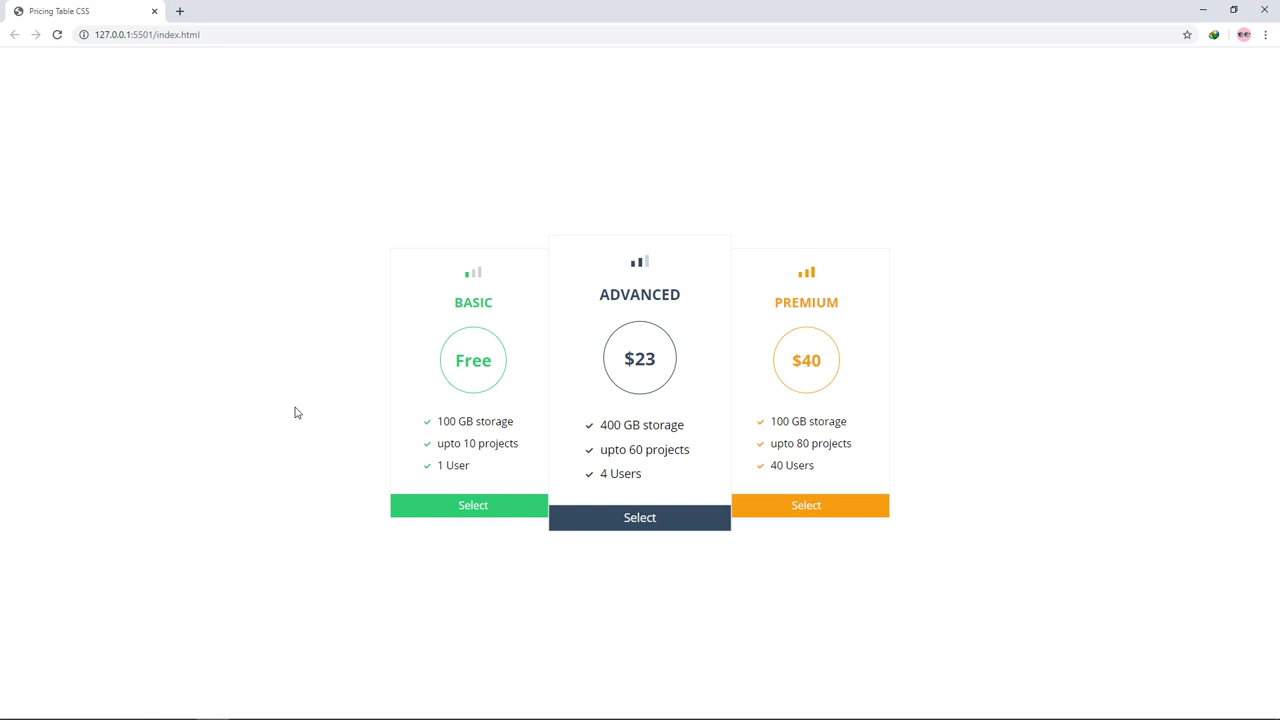 Pricing Table CSS
127.0.0.1:5501/index.html
BASIC
Free
100 GB storage
upto 10 projects
1 User
Select
ADVANCED
$23
400 GB storage
upto 60 projects
4 Users
Select
PREMIUM
$40
100 GB storage
upto 80 projects
40 Users
Select